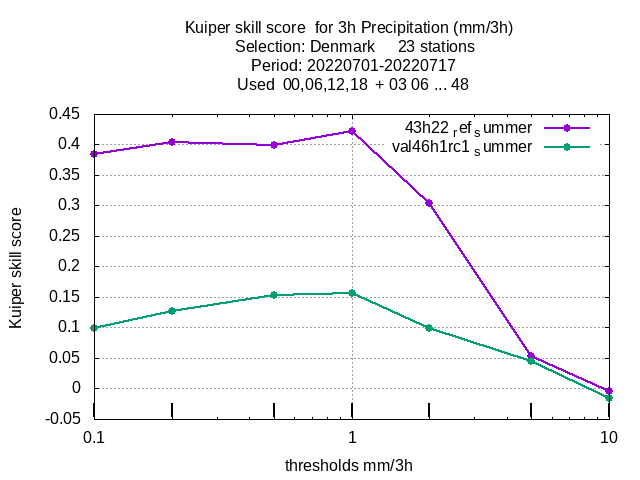 Kuiper skill score  for 3h Precipitation (mm/3h)
Selection: Denmark     23 stations
Period: 20220701-20220717
Used  00,06,12,18  + 03 06 ... 48
43h22 ref summer
val46h1rc1 summer
0.45
0.4
0.35
0.3
0.25
0.2
0.15
0.1
0.05
0
-0.05
Kuiper skill score
0.1 1 10
thresholds mm/3h